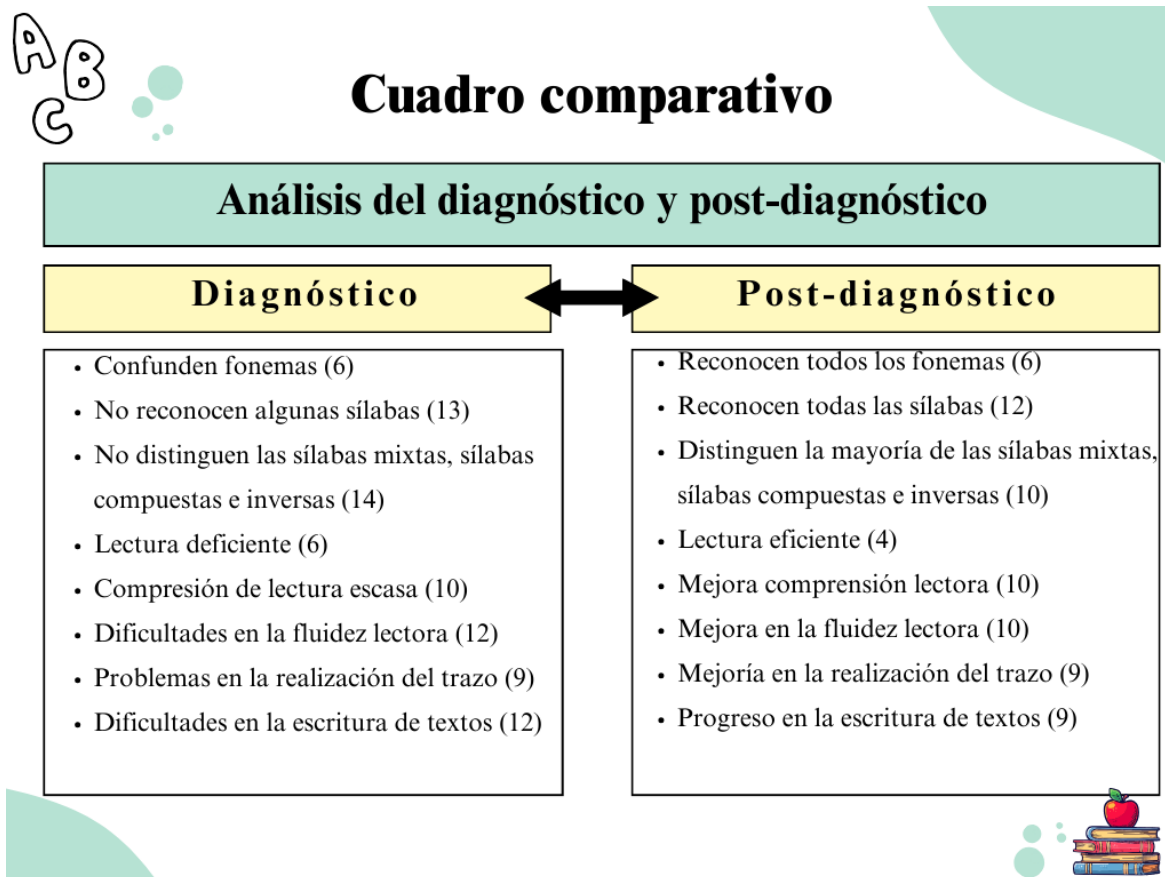 A
B
C
Cuadro comparativo
Análisis del diagnóstico y post-diagnóstico
Diagnóstico
Post-diagnóstico
• Confunden fonemas (6)
• No reconocen algunas sílabas (13)
• No distinguen las sílabas mixtas, sílabas
compuestas e inversas (14)
• Lectura deficiente (6)
• Compresión de lectura escasa (10)
• Dificultades en la fluidez lectora (12)
• Problemas en la realización del trazo (9)
• Dificultades en la escritura de textos (12)
• Reconocen todos los fonemas (6)
• Reconocen todas las sílabas (12)
• Distinguen la mayoría de las sílabas mixtas,
sílabas compuestas e inversas (10)
• Lectura eficiente (4)
• Mejora comprensión lectora (10)
• Mejora en la fluidez lectora (10)
• Mejoría en la realización del trazo (9)
• Progreso en la escritura de textos (9)